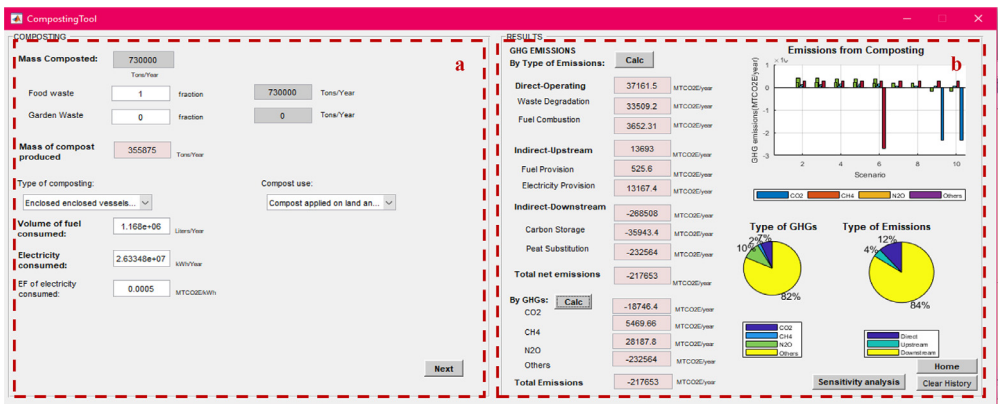 CompostingTool
COMPOSTING
a
Mass Composted:
730000
Tons/Year
Food waste
1
fraction
730000
Tons/Year
Garden Waste
0
fraction
0
Tons/Year
Mass of compost
produced
355875
Tons/Year
Type of composting:
Compost use:
Enclosed enclosed vessels...
Compost applied on land an...
Volume of fuel
consumed:
1.168e+06
Liters/Year
Electricity
consumed:
2.63348e+07
kWh/Year
EF of electricity
consumed:
0.0005
MTCO2E/kWh
Next
RESULTS
b
GHG EMISSIONS
By Type of Emissions:
Calc
Direct-Operating
37161.5
MTCO2E/year
Waste Degradation
33509.2
MTCO2E/year
Fuel Combustion
3652.31
MTCO2E/year
Indirect-Upstream
13693
MTCO2E/year
Fuel Provision
525.6
MTCO2E/year
Electricity Provision
13167.4
MTCO2E/year
Indirect-Downstream
-268508
MTCO2E/year
Carbon Storage
-35943.4
MTCO2E/year
Peat Substitution
-232564
MTCO2E/year
Total net emissions
-217653
MTCO2E/year
By GHGs:
Calc
CO2
-18746.4
MTCO2E/year
CH4
5469.66
MTCO2E/year
N2O
28187.8
MTCO2E/year
Others
-232564
MTCO2E/year
Total Emissions
-217653
MTCO2E/year
Emissions from Composting
GHG emissions(MTCO2E/year)
1
0
-1
-2
-3
2
4
6
8
10
Scenario
CO2
CH4
N2O
Others
Type of GHGs
2%
7%
10%
82%
CO2
CH4
N2O
Others
Type of Emissions
12%
4%
84%
Direct
Upstream
Downstream
Home
Sensitivity analysis
Clear History